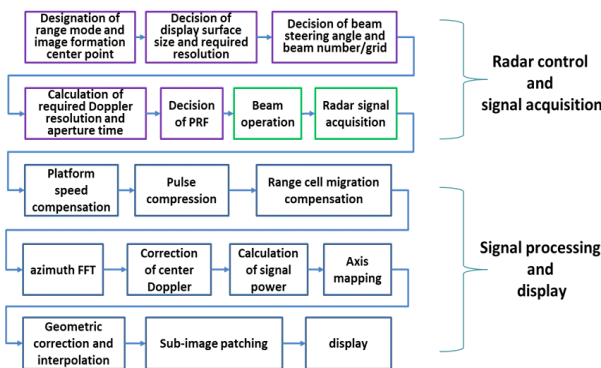 Designation of
range mode and
image formation
center point
Decision of
display surface
size and required
resolution
Decision of beam
steering angle and
beam number/grid
Calculation of
required Doppler
resolution and
aperture time
Decision
of PRF
Beam
operation
Radar signal
acquisition
Radar control
and
signal acquisition
Platform
speed
compensation
Pulse
compression
Range cell migration
compensation
azimuth FFT
Correction
of center
Doppler
Calculation
of signal
power
Axis
mapping
Geometric
correction and
interpolation
Sub-image patching
display
Signal processing
and
display